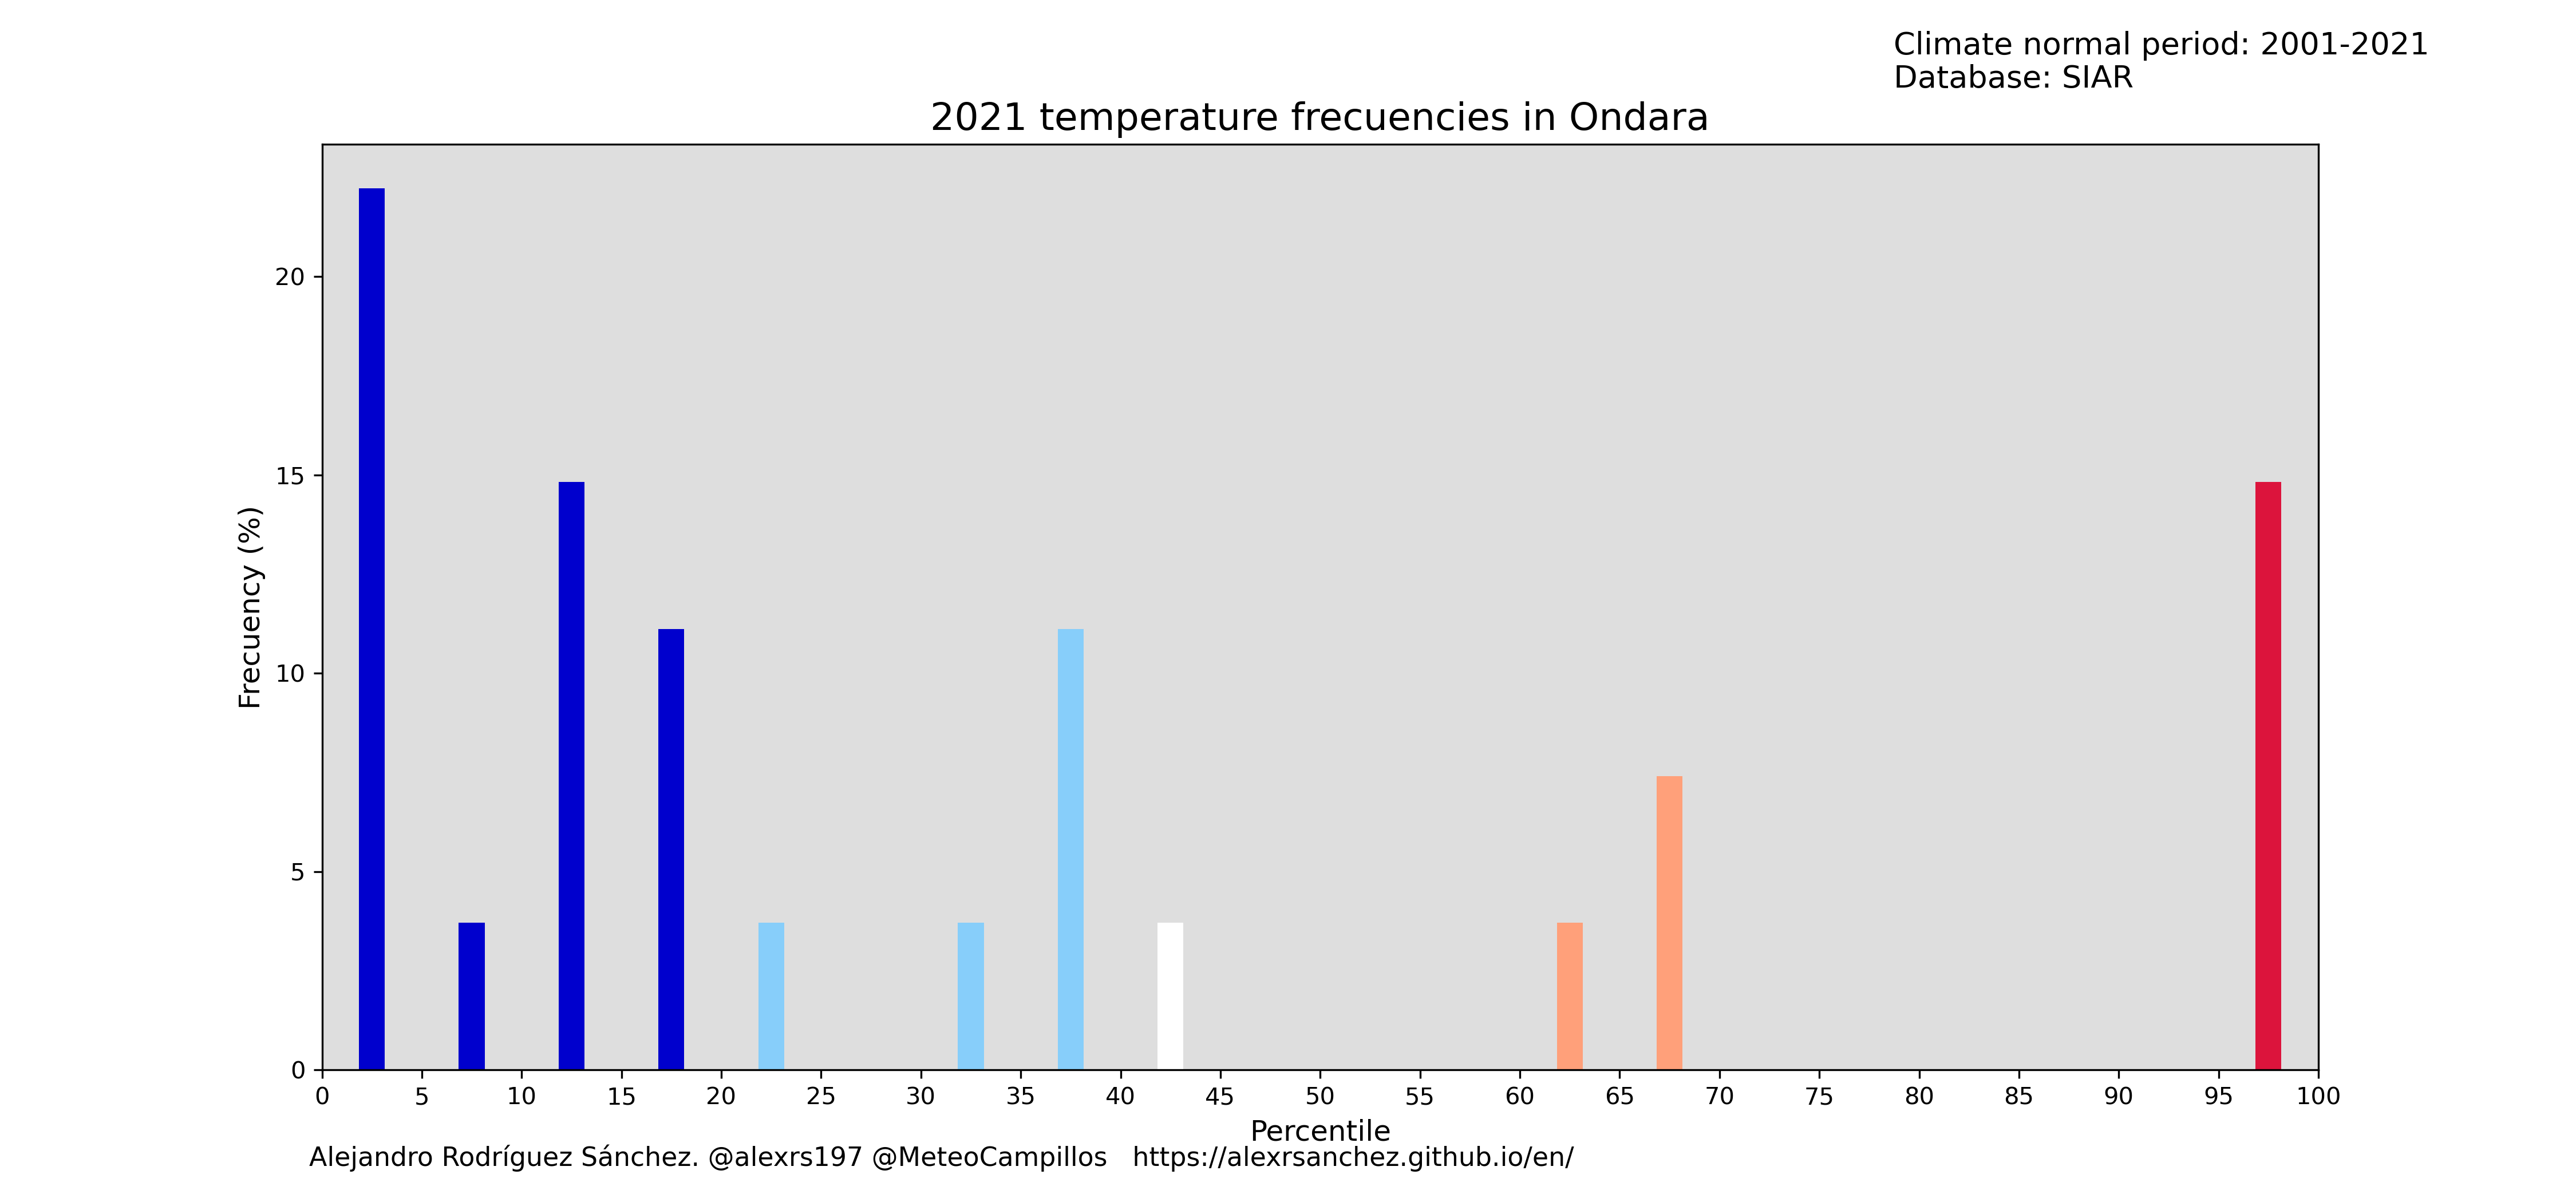 Climate normal period: 2001-2021
Database: SIAR
2021 temperature frecuencies in Ondara
Frecuency (%)
20
15
10
5
0
0 5 10 15 20 25 30 35 40 45 50 55 60 65 70 75 80 85 90 95 100
Percentile
Alejandro Rodríguez Sánchez. @alexrs197 @MeteoCampillos https://alexrsanchez.github.io/en/